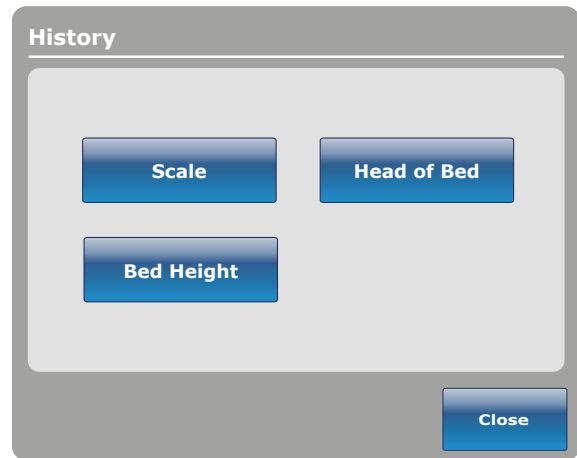 History
Scale
Head of Bed
Bed Height
Close